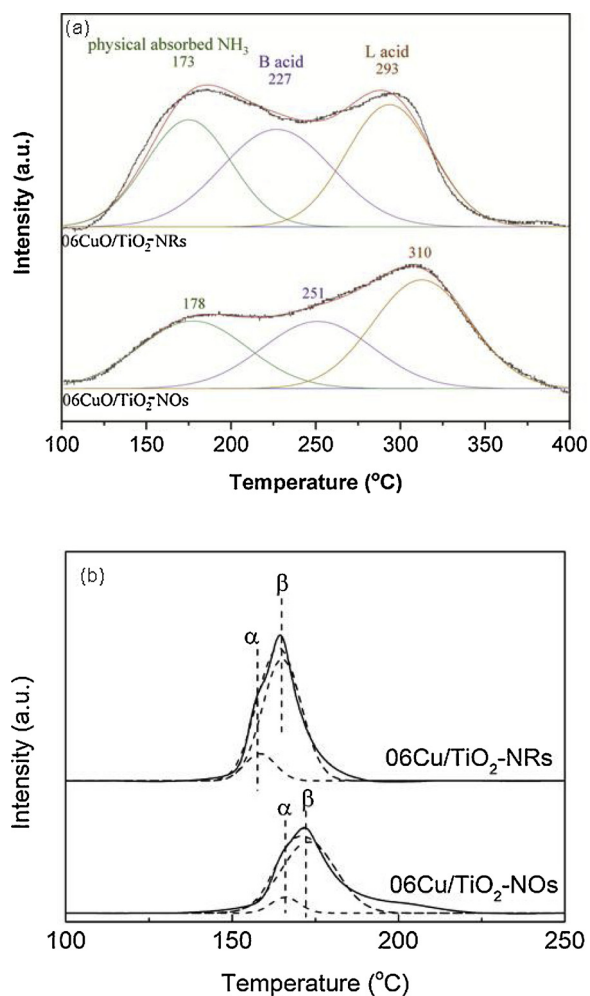 (a)
physical absorbed NH3
173
B acid
227
L acid
293
06CuO/TiO2-NRs
310
178
251
06CuO/TiO2-NOs
100 150 200 250 300 350 400
Temperature (°C)
Intensity (a.u.)
(b)
β
α
06Cu/TiO2-NRs
β
α
06Cu/TiO2-NOs
100 150 200 250
Temperature (°C)
Intensity (a.u.)